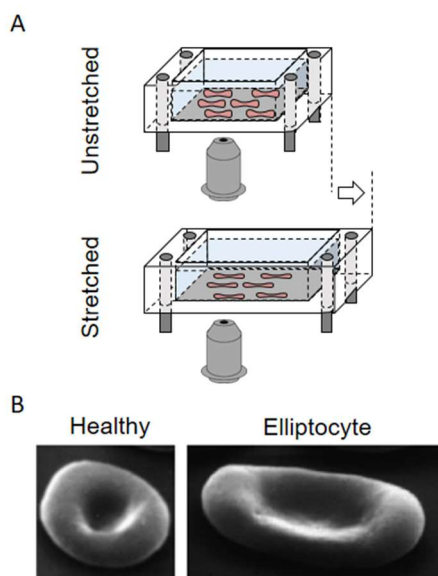 A
Unstretched
Stretched
B
Healthy
Elliptocyte